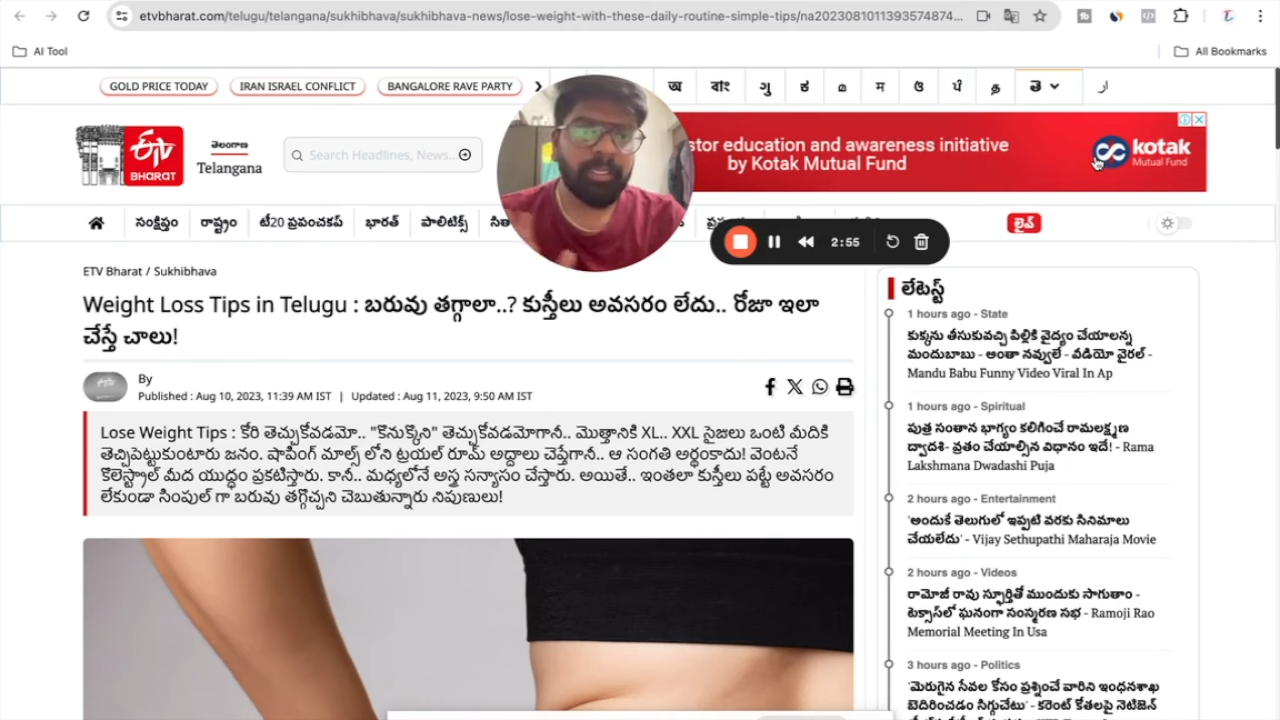 etvbharat.com/telugu/telangana/sukhibhava/sukhibhava-news/lose-weight-with-these-daily-routine-simple-tips/na2023081011393574874...
AI Tool
All Bookmarks
GOLD PRICE TODAY
IRAN ISRAEL CONFLICT
BANGALORE RAVE PARTY
অ বাং ગુ ಕ ഥ म ଓ ਪੰ த తె ار
ETV BHARAT
తెలంగాణ
Telangana
Search Headlines, News...
stor education and awareness initiative
by Kotak Mutual Fund
kotak
Mutual Fund
సంక్షిప్తం రాష్ట్రం టీ20 ప్రపంచకప్ భారత్ పాలిటిక్స్
లైవ్
2:55
ETV Bharat / Sukhibhava
Weight Loss Tips in Telugu : బరువు తగ్గాలా..? కుస్తీలు అవసరం లేదు.. రోజూ ఇలా
చేస్తే చాలు!
By
Published : Aug 10, 2023, 11:39 AM IST | Updated : Aug 11, 2023, 9:50 AM IST
Lose Weight Tips : కోరి తెచ్చుకోవడమో.. "కొనుక్కొని" తెచ్చుకోవడమోగానీ.. మొత్తానికి XL.. XXL సైజులు ఒంటి మీదికి
తెచ్చిపెట్టుకుంటారు జనం. షాపింగ్ మాల్స్ లోని ట్రయల్ రూమ్ అద్దాలు చెప్తేగానీ.. ఆ సంగతి అర్థంకాదు! వెంటనే
కొలెస్ట్రాల్ మీద యుద్ధం ప్రకటిస్తారు. కానీ.. మధ్యలోనే అస్త్ర సన్యాసం చేస్తారు. అయితే.. ఇంతలా కుస్తీలు పట్టే అవసరం
లేకుండా సింపుల్ గా బరువు తగ్గొచ్చని చెబుతున్నారు నిపుణులు!
లేటెస్ట్
1 hours ago - State
కుక్కను తీసుకువచ్చి పిల్లికి వైద్యం చేయాలన్న
మందుబాబు - అంతా నవ్వులే - వీడియో వైరల్ -
Mandu Babu Funny Video Viral In Ap
1 hours ago - Spiritual
పుత్ర సంతాన భాగ్యం కలిగించే రామలక్ష్మణ
ద్వాదశి- వ్రతం చేయాల్సిన విధానం ఇదే! - Rama
Lakshmana Dwadashi Puja
2 hours ago - Entertainment
'అందుకే తెలుగులో ఇప్పటి వరకు సినిమాలు
చేయలేదు' - Vijay Sethupathi Maharaja Movie
2 hours ago - Videos
రామోజీ రావు స్ఫూర్తితో ముందుకు సాగుతాం -
టెక్సాస్‌లో ఘనంగా సంస్మరణ సభ - Ramoji Rao
Memorial Meeting In Usa
3 hours ago - Politics
'మెరుగైన సేవల కోసం ప్రశ్నించే వారిని ఇంధనశాఖ
బెదిరించడం సిగ్గుచేటు' - కరెంట్ కోతలపై నెటిజెన్